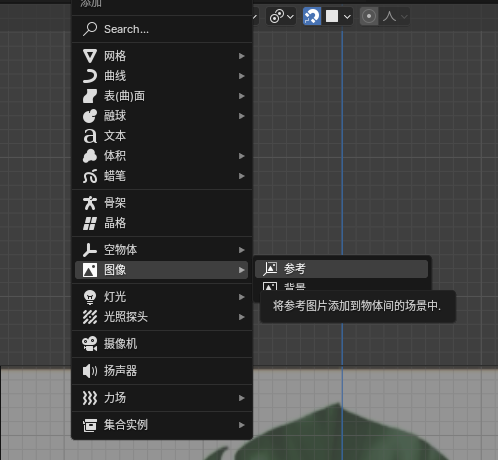 添加
Search...
网格
曲线
表(曲)面
融球
文本
体积
蜡笔
骨架
晶格
空物体
图像
参考
背景
将参考图片添加到物体间的场景中.
灯光
光照探头
摄像机
扬声器
力场
集合实例